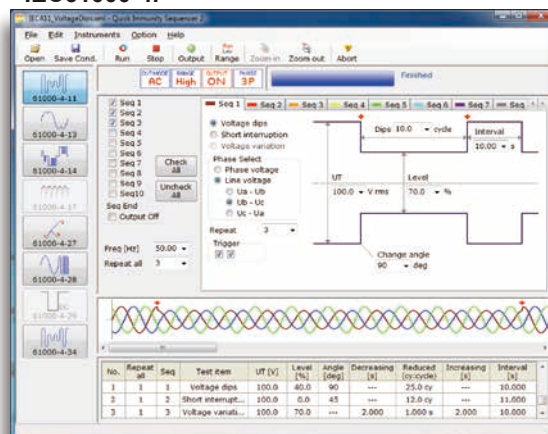 IEC411_VoltageDips.xml - Quick Immunity Sequencer 2
File Edit Instruments Option Help
Open Save Cond. Run Stop Output Range Zoom in Zoom out Abort
AC High ON 3P Finished
61000-4-11
61000-4-13
61000-4-14
61000-4-17
61000-4-27
61000-4-28
61000-4-29
61000-4-34
Seq 1
Seq 2
Seq 3
Seq 4
Seq 5
Seq 6
Seq 7
Seq 8
Seq 9
Seq10
Check All
Uncheck All
Seq End
Output Off
Freq [Hz] 50.00
Repeat all 3
Seq 1 Seq 2 Seq 3 Seq 4 Seq 5 Seq 6 Seq 7 Seq
Voltage dips
Short interruption
Voltage variation
Phase Select
Phase voltage
Line voltage
Ua - Ub
Ub - Uc
Uc - Ua
Repeat 3
Trigger
Dips 10.0 cycle
Interval
10.00 s
UT
100.0 V rms
Level
70.0 %
Change angle
90 deg
No. Repeat all Seq Test item UT [V] Level [%] Angle [deg] Decreasing [s] Reduced (cy:cycle) Increasing [s] Interval [s]
1 1 1 Voltage dips 100.0 40.0 90 --- 25.0 cy --- 10.000
2 1 2 Short interrupt... 100.0 0.0 45 --- 12.0 cy --- 11.000
3 1 3 Voltage variati... 100.0 70.0 --- 2.000 1.000 s 2.000 10.000